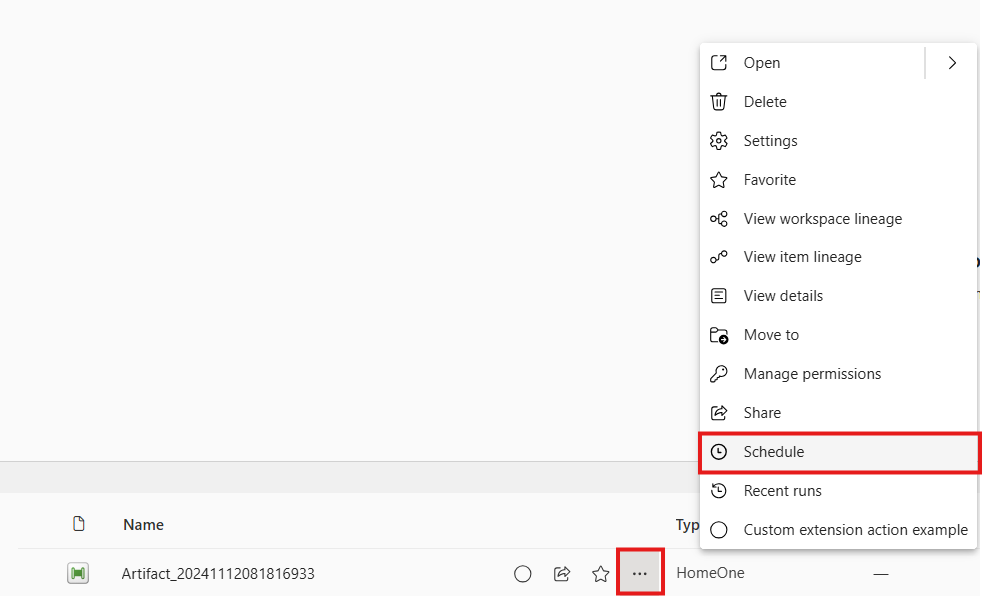 Open
Delete
Settings
Favorite
View workspace lineage
View item lineage
View details
Move to
Manage permissions
Share
Schedule
Recent runs
Custom extension action example
Name
Typ
Artifact_20241112081816933
HomeOne
—